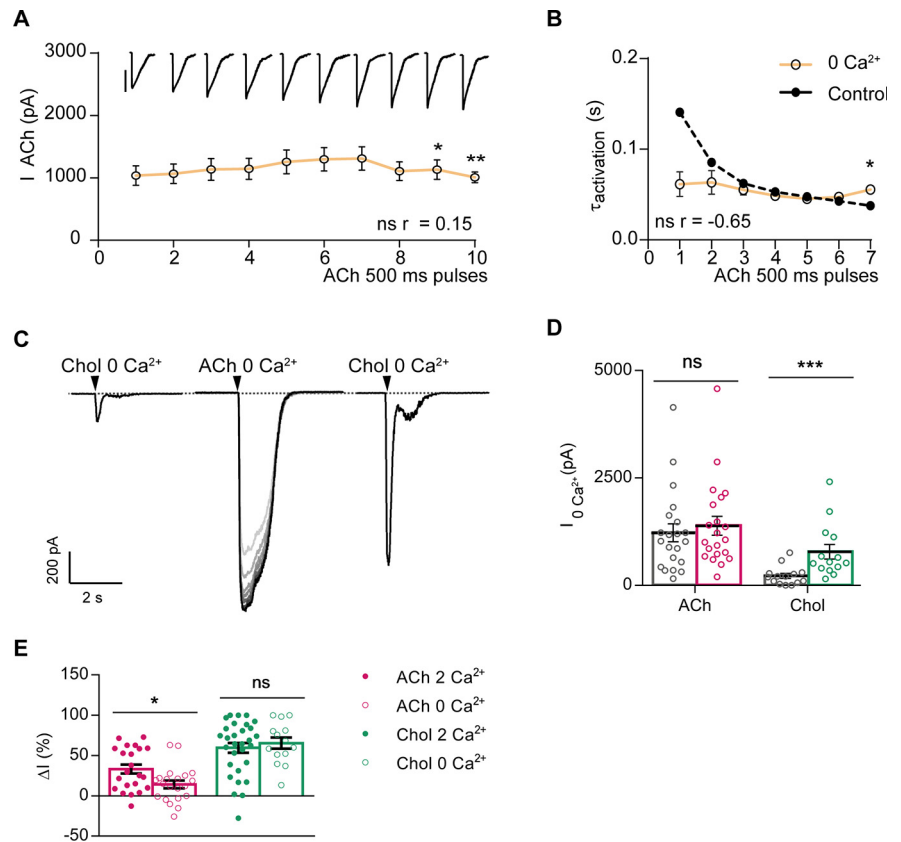 A
3000
2000
1000
0
I ACh (pA)
*
**
ns r = 0.15
0 2 4 6 8 10
ACh 500 ms pulses
B
0.2
0.1
0.0
τactivation (s)
0 Ca²⁺
Control
*
ns r = -0.65
0 1 2 3 4 5 6 7
ACh 500 ms pulses
C
Chol 0 Ca²⁺ ACh 0 Ca²⁺ Chol 0 Ca²⁺
200 pA
2 s
D
5000
2500
0
I 0 Ca²⁺(pA)
ns ***
ACh Chol
E
150
100
50
0
-50
ΔI (%)
* ns
ACh 2 Ca²⁺
ACh 0 Ca²⁺
Chol 2 Ca²⁺
Chol 0 Ca²⁺